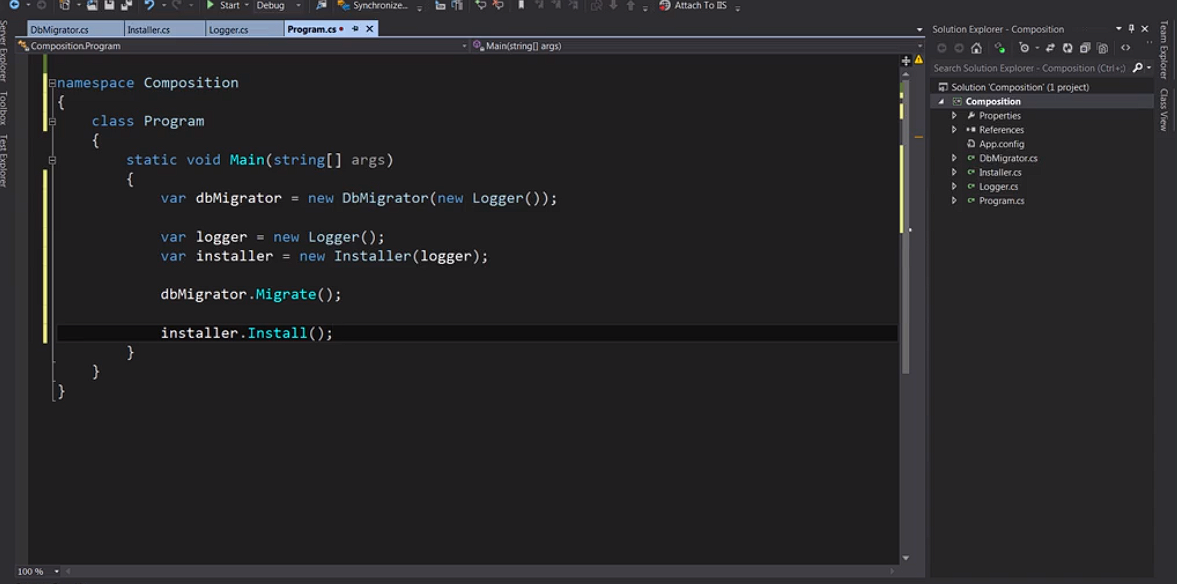 Start
Debug
Synchronize...
Attach To IIS
DbMigrator.cs
Installer.cs
Logger.cs
Program.cs
Composition.Program
Main(string[] args)
namespace Composition
{
class Program
{
static void Main(string[] args)
{
var dbMigrator = new DbMigrator(new Logger());
var logger = new Logger();
var installer = new Installer(logger);
dbMigrator.Migrate();
installer.Install();
}
}
}
100 %
Server Explorer
Toolbox
Test Explorer
Solution Explorer - Composition
Search Solution Explorer - Composition (Ctrl+;)
Solution 'Composition' (1 project)
Composition
Properties
References
App.config
DbMigrator.cs
Installer.cs
Logger.cs
Program.cs
Team Explorer
Class View